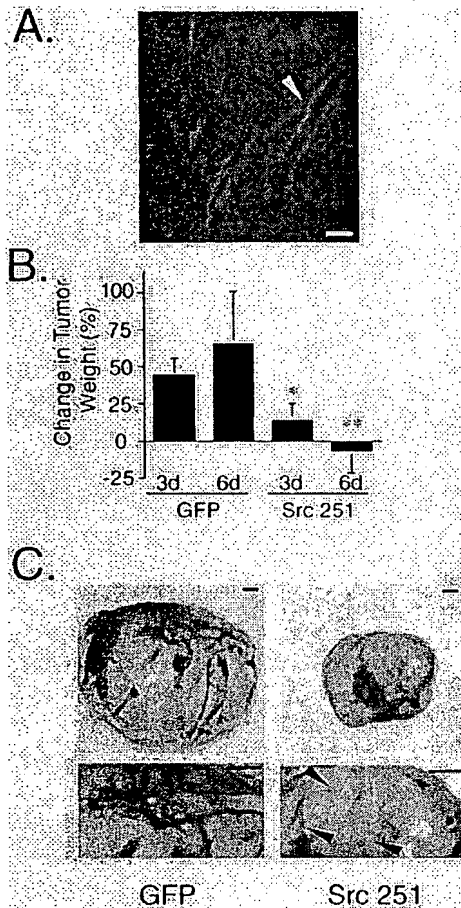 A.
B.
Change in Tumor
Weight (%)
100
75
50
25
0
-25
*
**
3d 6d 3d 6d
GFP Src 251
C.
GFP Src 251